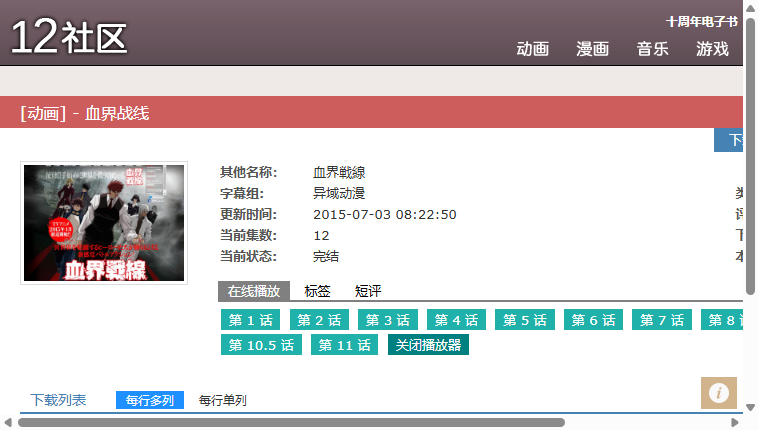 12社区
十周年电子书
动画 漫画 音乐 游戏
[动画] - 血界战线
其他名称: 血界戦線
字幕组: 异域动漫
更新时间: 2015-07-03 08:22:50
当前集数: 12
当前状态: 完结
血界戦線
在线播放 标签 短评
第 1 话 第 2 话 第 3 话 第 4 话 第 5 话 第 6 话 第 7 话 第 8
第 10.5 话 第 11 话 关闭播放器
下载列表 每行多列 每行单列